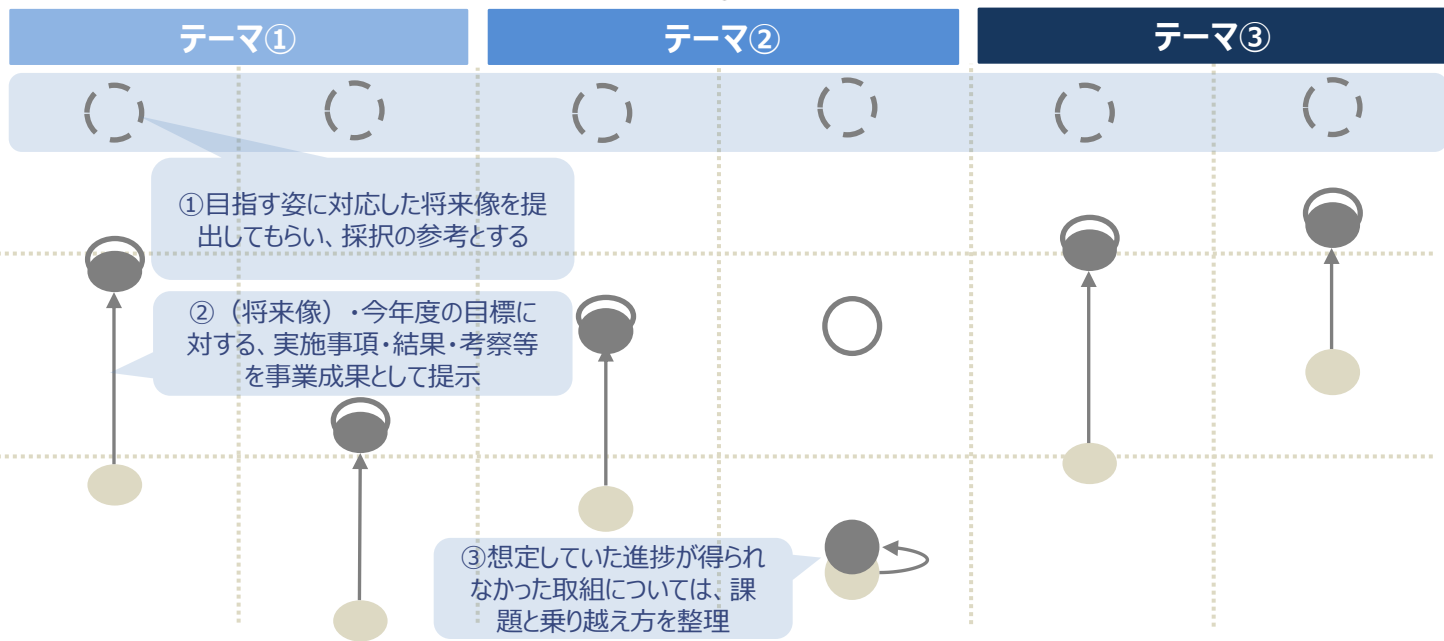 テーマ①
テーマ②
テーマ③
①目指す姿に対応した将来像を提
出してもらい、採択の参考とする
②（将来像）・今年度の目標に
対する、実施事項・結果・考察等
を事業成果として提示
③想定していた進捗が得られ
なかった取組については、課
題と乗り越え方を整理